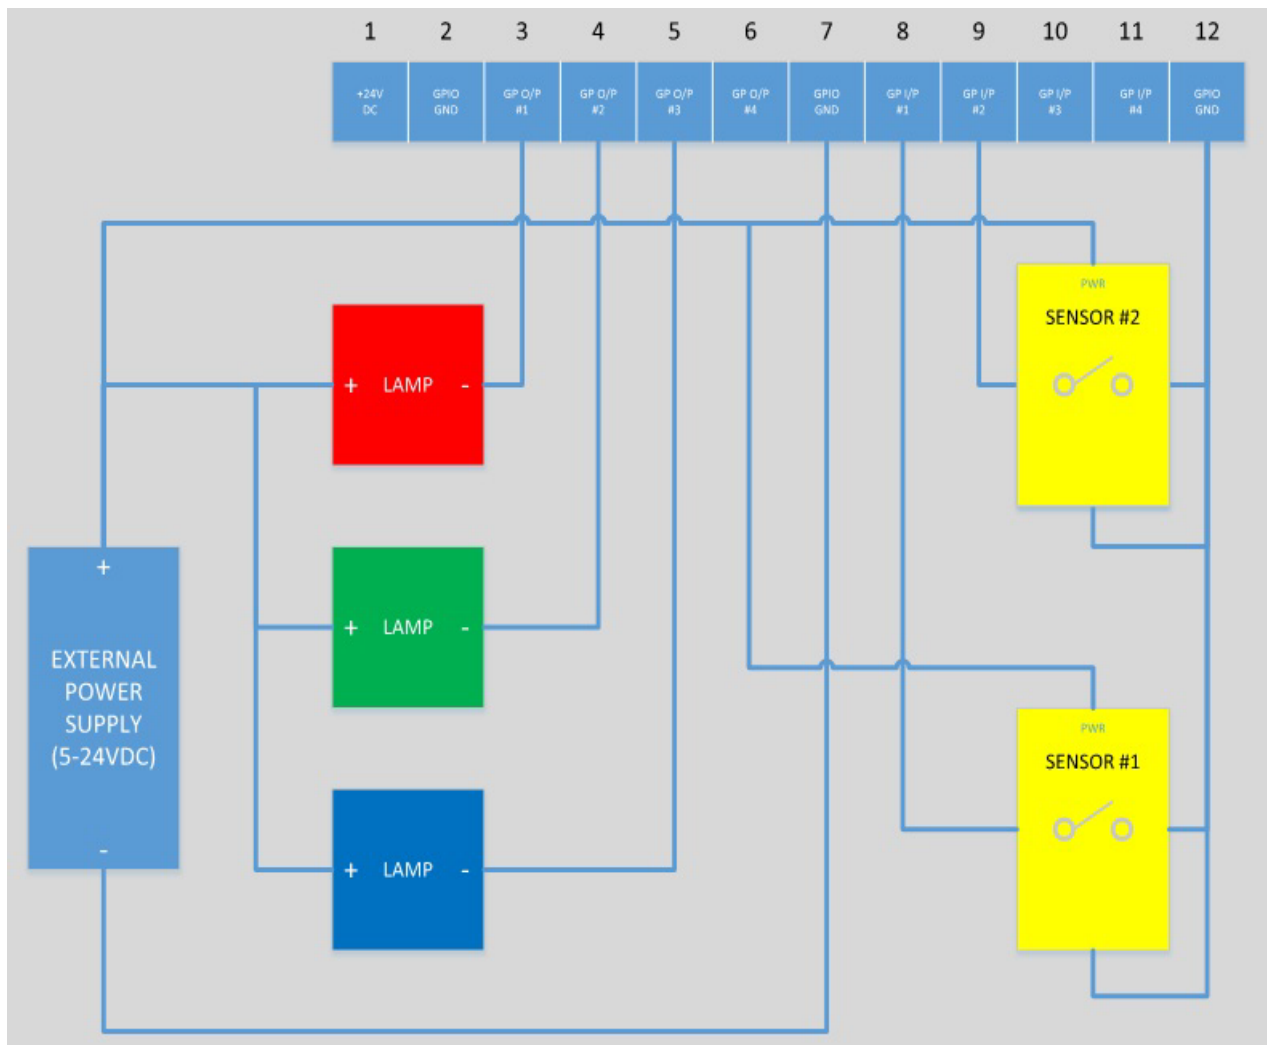 1 2 3 4 5 6 7 8 9 10 11 12
+24V GPIO GP O/P GP O/P GP O/P GP O/P GPIO GP I/P GP I/P GP I/P GP I/P GPIO
DC GND #1 #2 #3 #4 GND #1 #2 #3 #4 GND
PWR
SENSOR #2
+ LAMP -
+ LAMP -
+
EXTERNAL
POWER
SUPPLY
(5-24VDC)
-
PWR
SENSOR #1
+ LAMP -